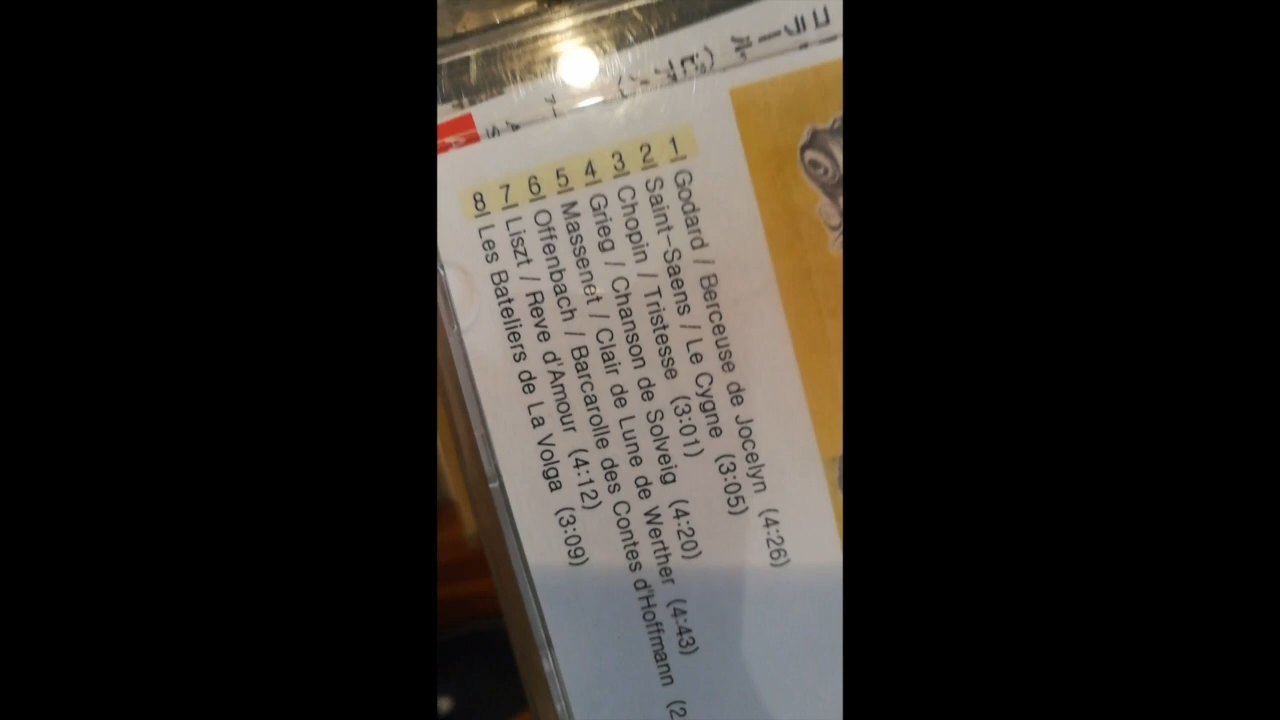 1 Godard / Berceuse de Jocelyn (4:26)
2 Saint-Saens / Le Cygne (3:05)
3 Chopin / Tristesse (3:01)
4 Grieg / Chanson de Solveig (4:20)
5 Massenet / Clair de Lune de Werther (4:43)
6 Offenbach / Barcarolle des Contes d'Hoffmann (2
7 Liszt / Reve d'Amour (4:12)
8 Les Bateliers de La Volga (3:09)